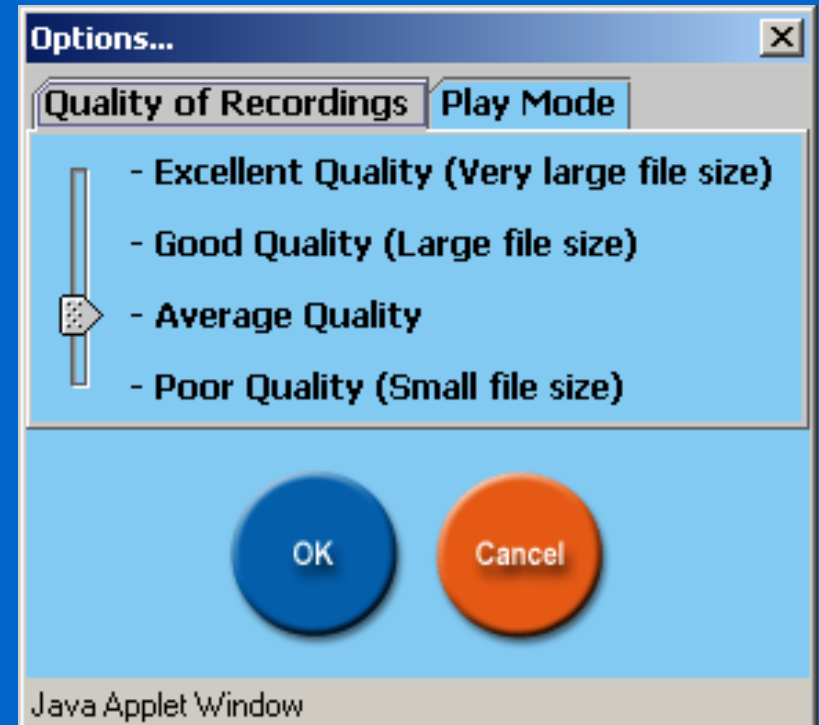 Options...
Quality of Recordings Play Mode
- Excellent Quality (Very large file size)
- Good Quality (Large file size)
- Average Quality
- Poor Quality (Small file size)
OK Cancel
Java Applet Window